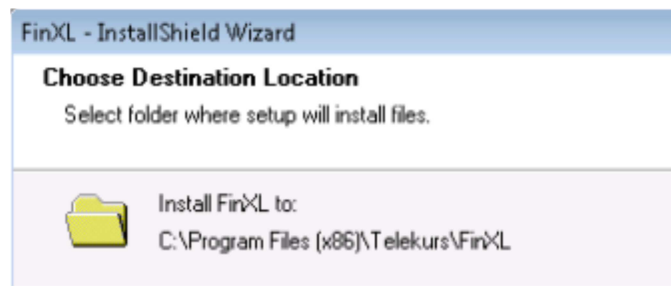 FinXL - InstallShield Wizard
Choose Destination Location
Select folder where setup will install files.
Install FinXL to:
C:\Program Files (x86)\Telekurs\FinXL